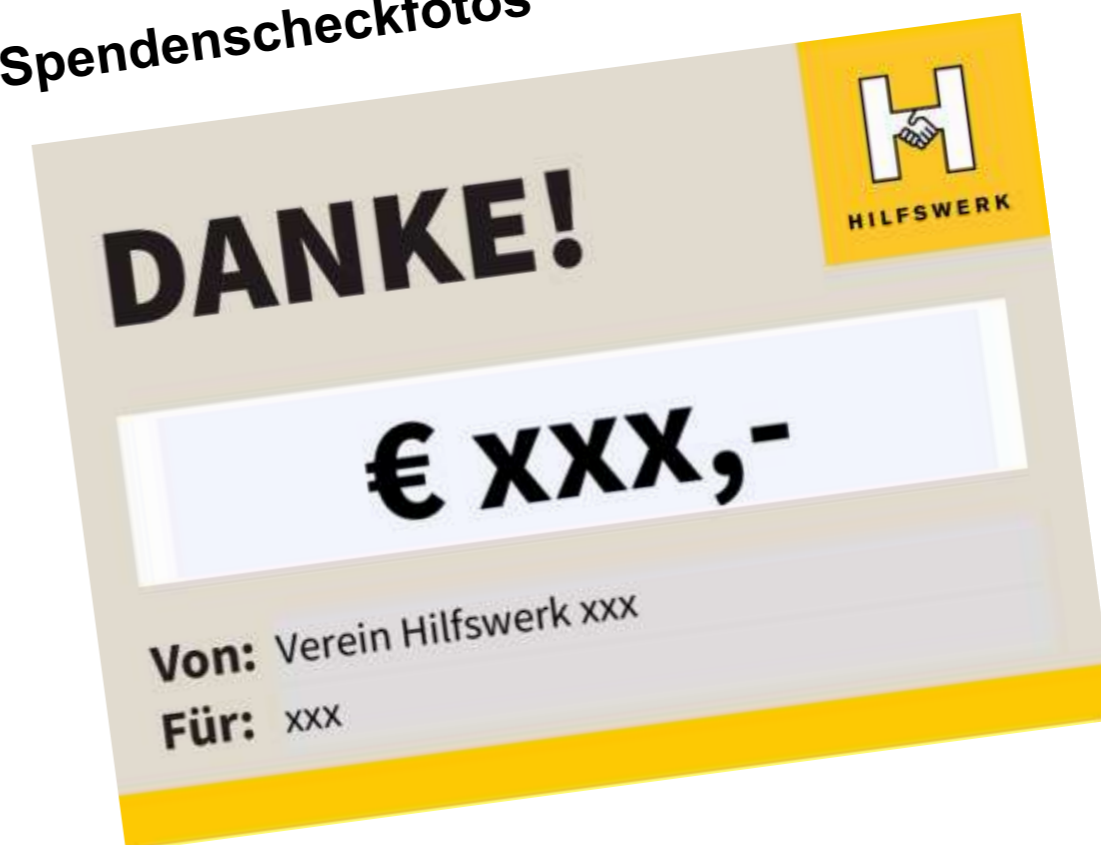 Spendenscheckfotos
DANKE!
H
HILFSWERK
€ xxx,-
Von: Verein Hilfswerk xxx
Für: xxx